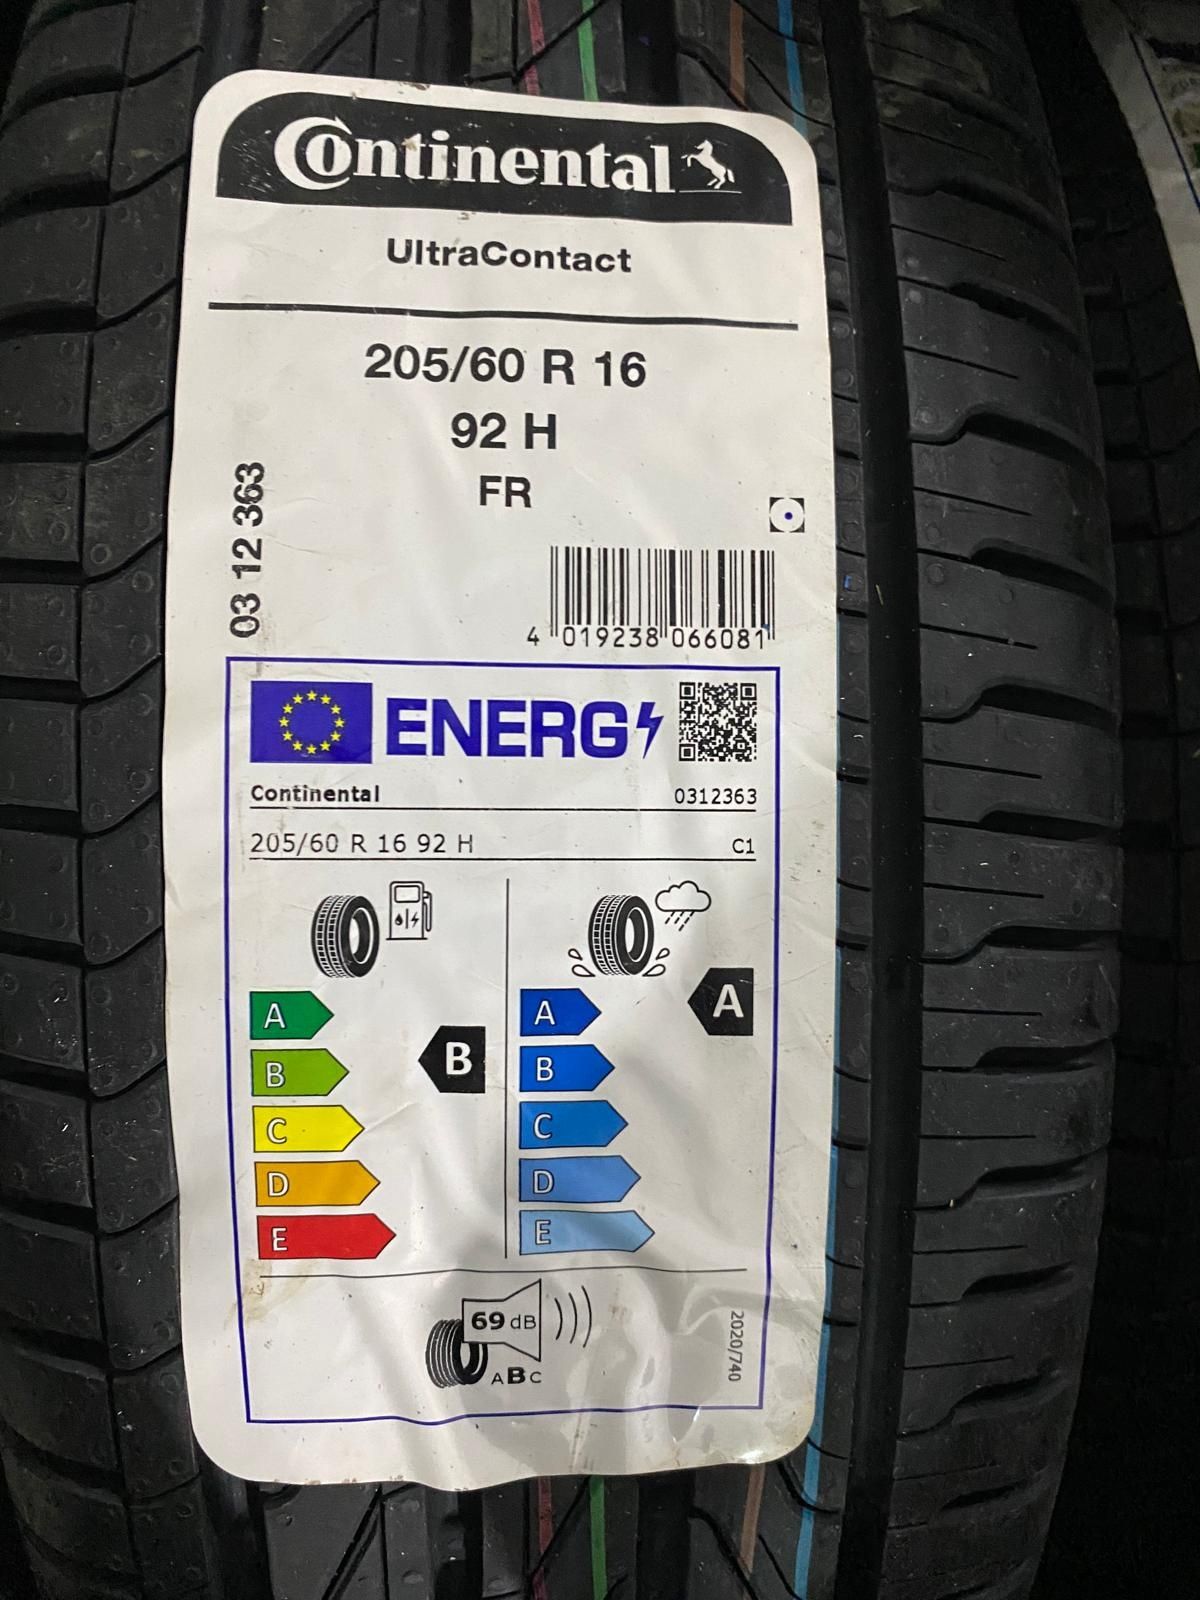 Continental
UltraContact
205/60 R 16
92 H
FR
03 12 363
4 019238 066081
ENERG
Continental 0312363
205/60 R 16 92 H C1
A A A
B B B
C C
D D
E E
69 dB
ABC
2020/740